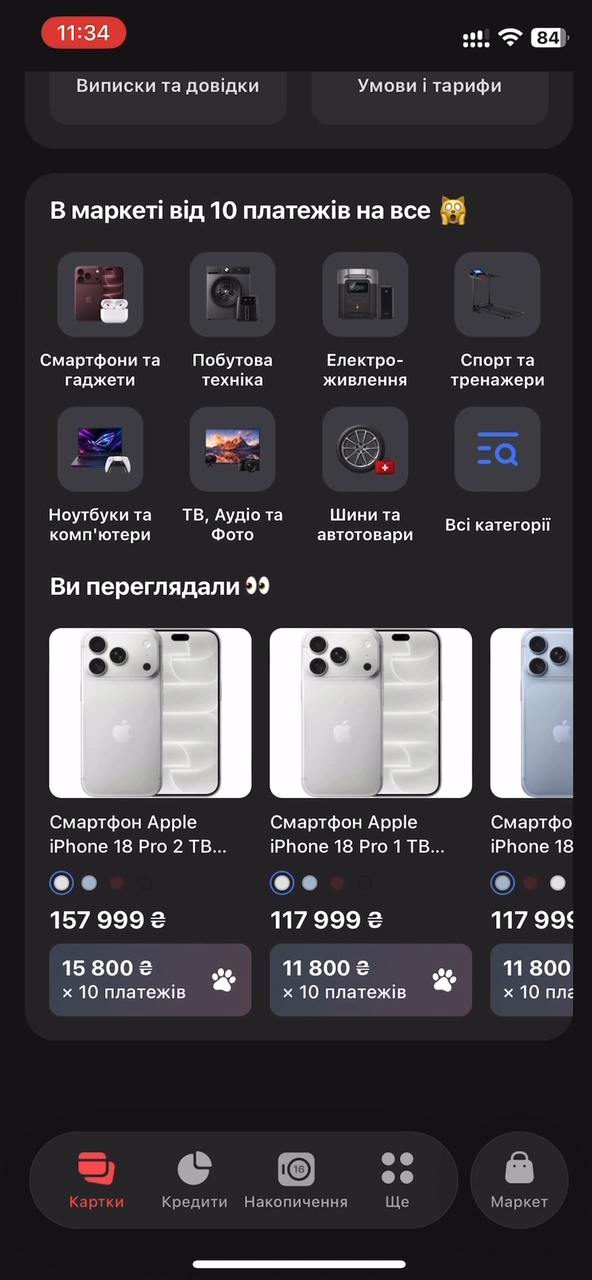 11:34
84
Виписки та довідки
Умови і тарифи
В маркеті від 10 платежів на все 🙀
Смартфони та
гаджети
Побутова
техніка
Електро-
живлення
Спорт та
тренажери
Ноутбуки та
комп'ютери
ТВ, Аудіо та
Фото
Шини та
автотовари
Всі категорії
Ви переглядали 👀
Смартфон Apple
iPhone 18 Pro 2 TB...
157 999 ₴
15 800 ₴
× 10 платежів
Смартфон Apple
iPhone 18 Pro 1 TB...
117 999 ₴
11 800 ₴
× 10 платежів
Смартфо
iPhone 18
117 999
11 800
× 10 пла
Картки
Кредити
16
Накопичення
Ще
Маркет